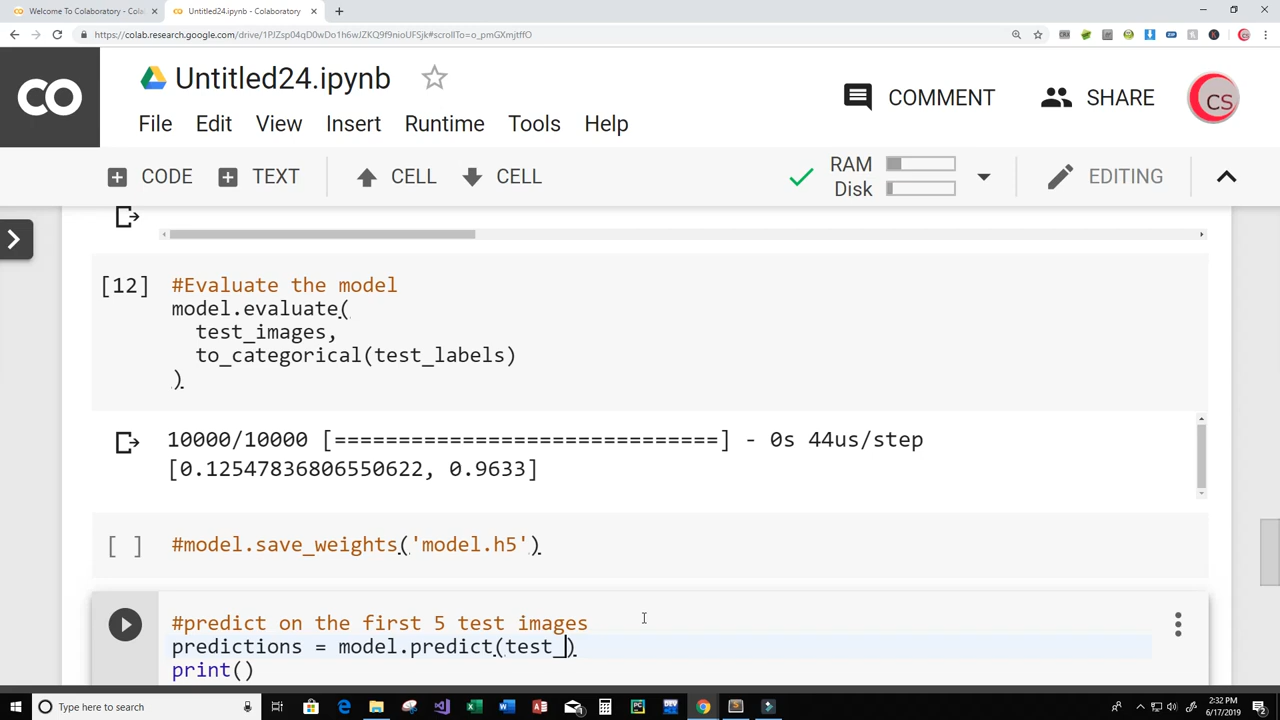 Welcome To Colaboratory - Cola
Untitled24.ipynb - Colaboratory
https://colab.research.google.com/drive/1PJZsp04qD0wDo1h6wJZKQ9f9nioUFSjk#scrollTo=o_pmGXmjtffO
CO
Untitled24.ipynb
COMMENT
SHARE
CS
File Edit View Insert Runtime Tools Help
CODE TEXT CELL CELL
RAM
Disk
EDITING
[12]
#Evaluate the model
model.evaluate(
test_images,
to_categorical(test_labels)
)
10000/10000 [==============================] - 0s 44us/step
[0.12547836806550622, 0.9633]
[ ] #model.save_weights('model.h5')
#predict on the first 5 test images
predictions = model.predict(test_)
print()
Type here to search
2:32 PM
6/17/2019